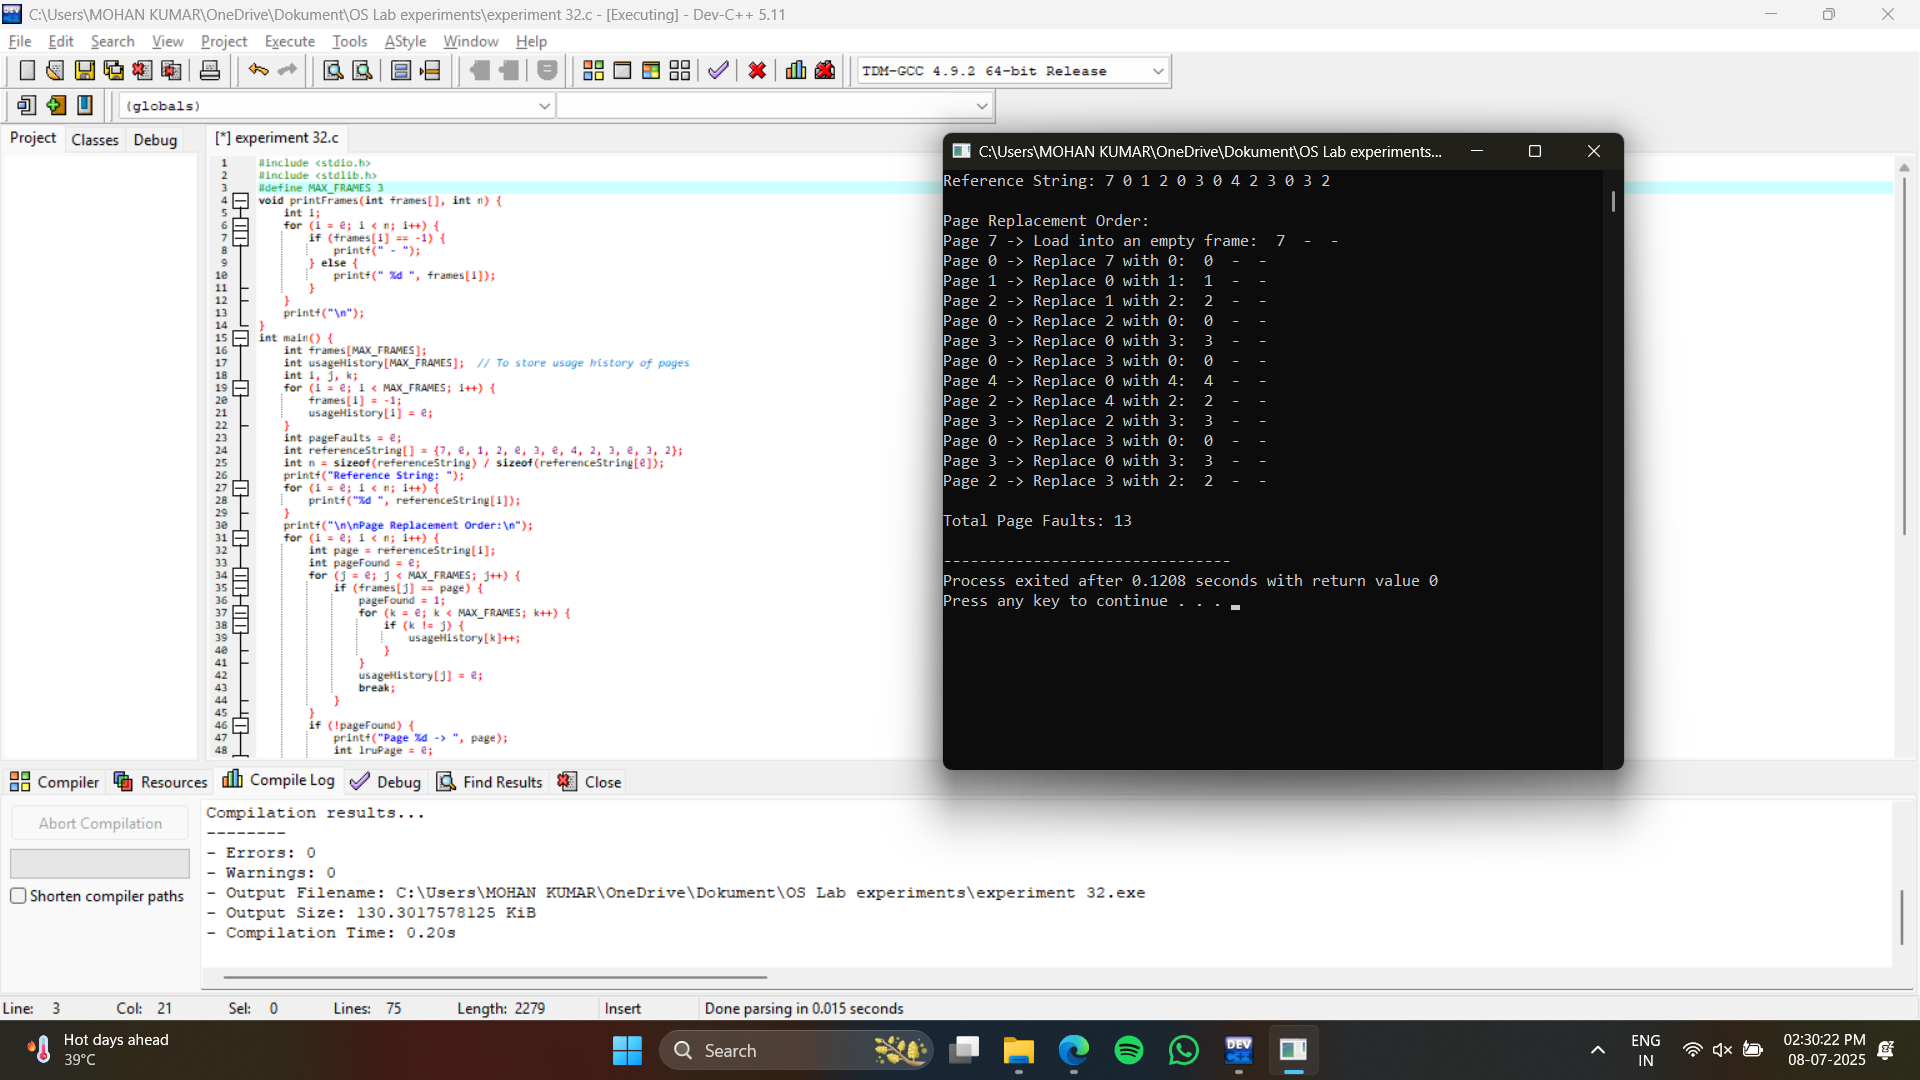 C:\Users\MOHAN KUMAR\OneDrive\Dokument\OS Lab experiments\experiment 32.c - [Executing] - Dev-C++ 5.11
File Edit Search View Project Execute Tools AStyle Window Help
TDM-GCC 4.9.2 64-bit Release
(globals)
Project Classes Debug
[*] experiment 32.c
1 #include <stdio.h>
2 #include <stdlib.h>
3 #define MAX_FRAMES 3
4 void printFrames(int frames[], int n) {
5 int i;
6 for (i = 0; i < n; i++) {
7 if (frames[i] == -1) {
8 printf(" - ");
9 } else {
10 printf(" %d ", frames[i]);
11 }
12 }
13 printf("\n");
14 }
15 int main() {
16 int frames[MAX_FRAMES];
17 int usageHistory[MAX_FRAMES]; // To store usage history of pages
18 int i, j, k;
19 for (i = 0; i < MAX_FRAMES; i++) {
20 frames[i] = -1;
21 usageHistory[i] = 0;
22 }
23 int pageFaults = 0;
24 int referenceString[] = {7, 0, 1, 2, 0, 3, 0, 4, 2, 3, 0, 3, 2};
25 int n = sizeof(referenceString) / sizeof(referenceString[0]);
26 printf("Reference String: ");
27 for (i = 0; i < n; i++) {
28 printf("%d ", referenceString[i]);
29 }
30 printf("\n\nPage Replacement Order:\n");
31 for (i = 0; i < n; i++) {
32 int page = referenceString[i];
33 int pageFound = 0;
34 for (j = 0; j < MAX_FRAMES; j++) {
35 if (frames[j] == page) {
36 pageFound = 1;
37 for (k = 0; k < MAX_FRAMES; k++) {
38 if (k != j) {
39 usageHistory[k]++;
40 }
41 }
42 usageHistory[j] = 0;
43 break;
44 }
45 }
46 if (!pageFound) {
47 printf("Page %d -> ", page);
48 int lruPage = 0;
C:\Users\MOHAN KUMAR\OneDrive\Dokument\OS Lab experiments...
Reference String: 7 0 1 2 0 3 0 4 2 3 0 3 2
Page Replacement Order:
Page 7 -> Load into an empty frame:  7  -  -
Page 0 -> Replace 7 with 0:  0  -  -
Page 1 -> Replace 0 with 1:  1  -  -
Page 2 -> Replace 1 with 2:  2  -  -
Page 0 -> Replace 2 with 0:  0  -  -
Page 3 -> Replace 0 with 3:  3  -  -
Page 0 -> Replace 3 with 0:  0  -  -
Page 4 -> Replace 0 with 4:  4  -  -
Page 2 -> Replace 4 with 2:  2  -  -
Page 3 -> Replace 2 with 3:  3  -  -
Page 0 -> Replace 3 with 0:  0  -  -
Page 3 -> Replace 0 with 3:  3  -  -
Page 2 -> Replace 3 with 2:  2  -  -
Total Page Faults: 13
--------------------------------
Process exited after 0.1208 seconds with return value 0
Press any key to continue . . .
Compiler Resources Compile Log Debug Find Results Close
Abort Compilation
Shorten compiler paths
Compilation results...
--------
- Errors: 0
- Warnings: 0
- Output Filename: C:\Users\MOHAN KUMAR\OneDrive\Dokument\OS Lab experiments\experiment 32.exe
- Output Size: 130.3017578125 KiB
- Compilation Time: 0.20s
Line: 3 Col: 21 Sel: 0 Lines: 75 Length: 2279 Insert Done parsing in 0.015 seconds
Hot days ahead
39°C
Search
DEV
ENG
IN
02:30:22 PM
08-07-2025